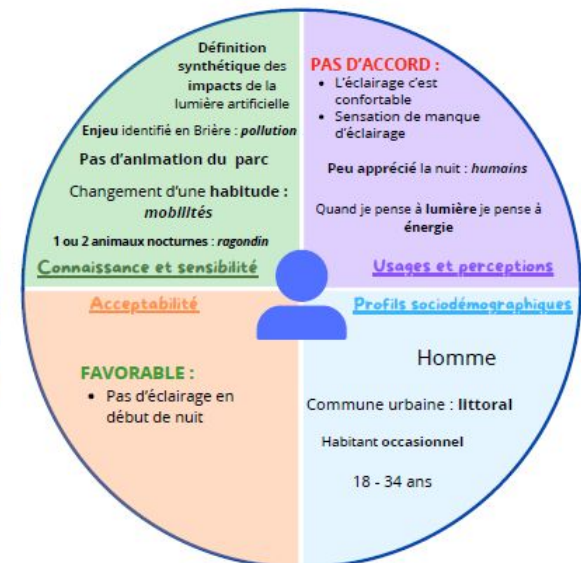 Définition
synthétique des
impacts de la
lumière artificielle
Enjeu identifié en Brière : pollution
Pas d'animation du parc
Changement d'une habitude :
mobilités
1 ou 2 animaux nocturnes : ragondin
Connaissance et sensibilité
PAS D'ACCORD :
• L'éclairage c'est
confortable
• Sensation de manque
d'éclairage
Peu apprécié la nuit : humains
Quand je pense à lumière je pense à
énergie
Usages et perceptions
Acceptabilité
FAVORABLE :
• Pas d'éclairage en
début de nuit
Profils sociodémographiques
Homme
Commune urbaine : littoral
Habitant occasionnel
18 - 34 ans